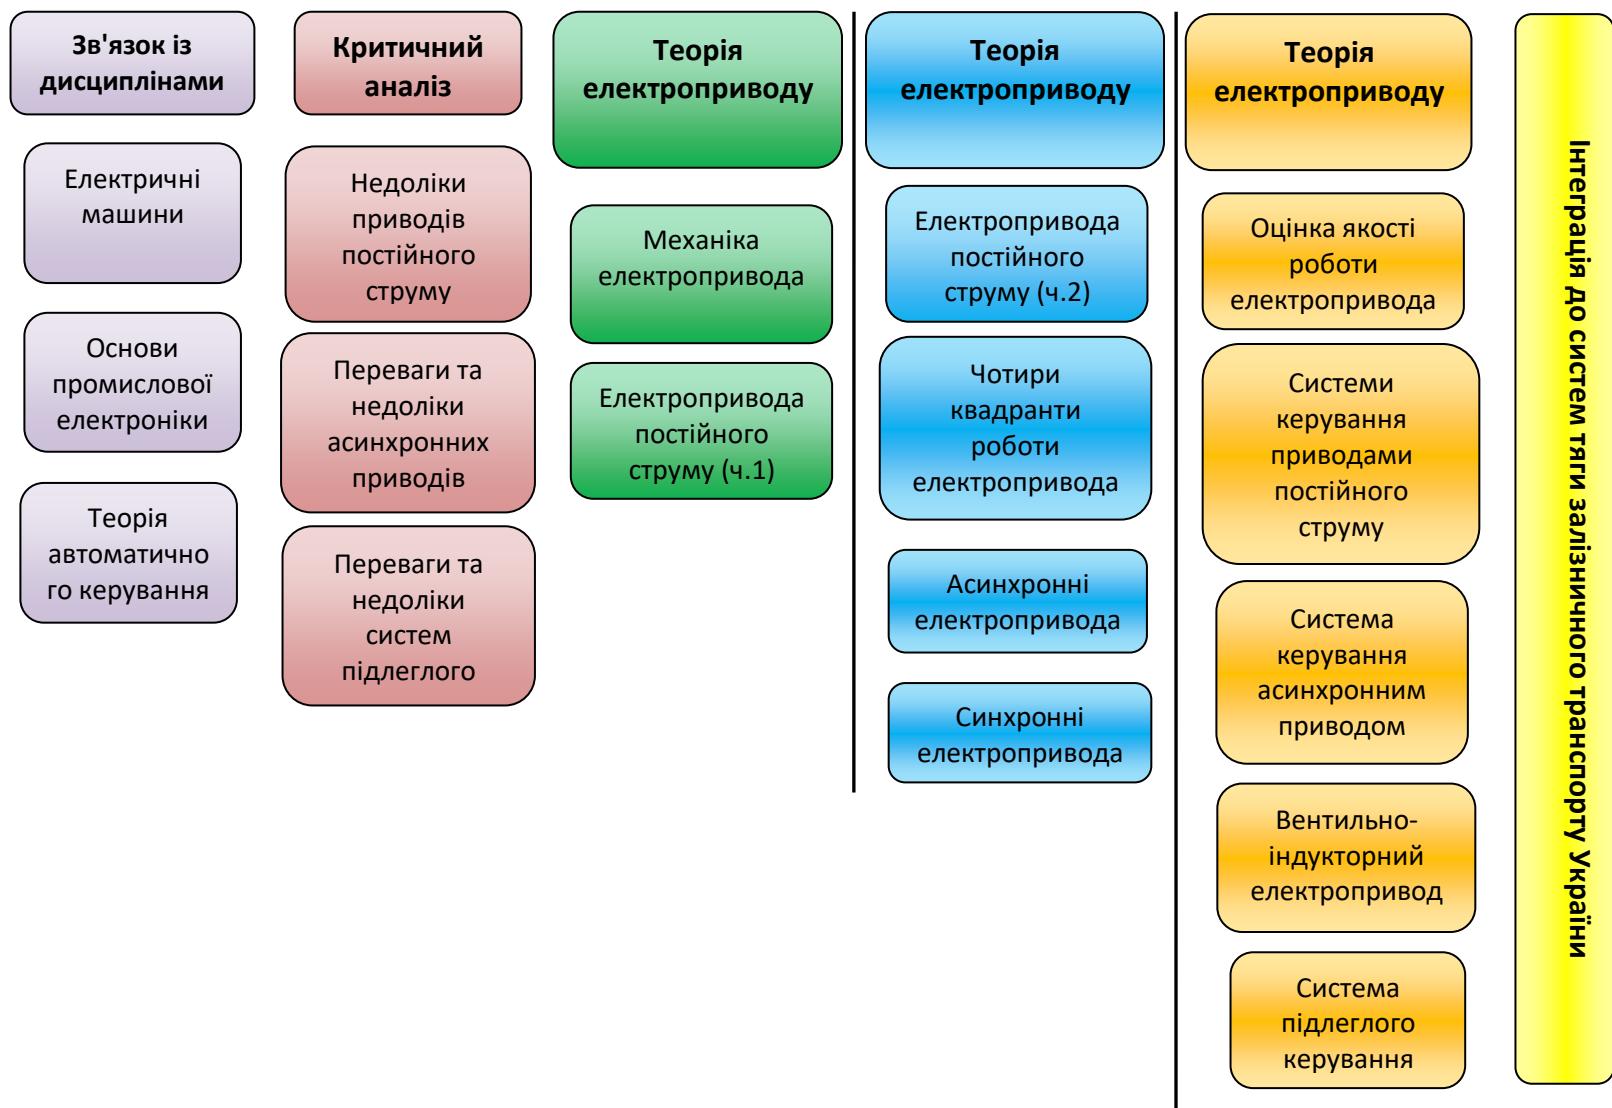 Зв'язок із
дисциплінами
Електричні
машини
Основи
промислової
електроніки
Теорія
автоматично
го керування
Критичний
аналіз
Недоліки
приводів
постійного
струму
Переваги та
недоліки
асинхронних
приводів
Переваги та
недоліки
систем
підлеглого
Теорія
електроприводу
Механіка
електропривода
Електропривода
постійного
струму (ч.1)
Теорія
електроприводу
Електропривода
постійного
струму (ч.2)
Чотири
квадранти
роботи
електропривода
Асинхронні
електропривода
Синхронні
електропривода
Теорія
електроприводу
Оцінка якості
роботи
електропривода
Системи
керування
приводами
постійного
струму
Система
керування
асинхронним
приводом
Вентильно-
індукторний
електропривод
Система
підлеглого
керування
Інтеграція до систем тяги залізничного транспорту України